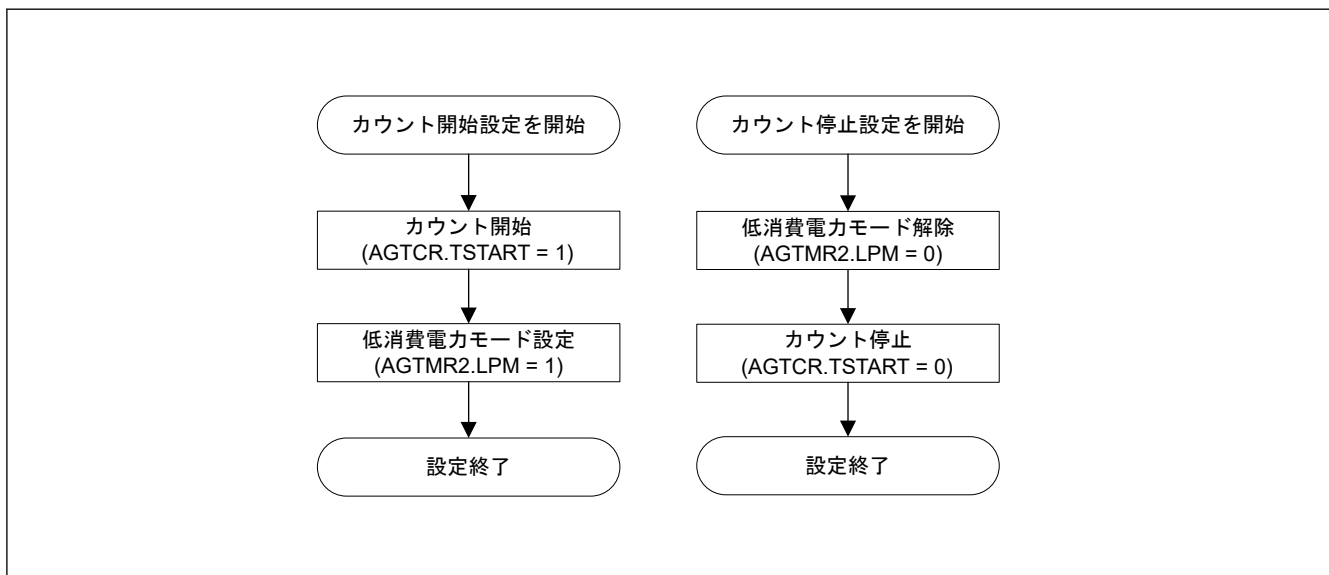 カウント開始設定を開始
カウント開始
(AGTCR.TSTART = 1)
低消費電力モード設定
(AGTMR2.LPM = 1)
設定終了
カウント停止設定を開始
低消費電力モード解除
(AGTMR2.LPM = 0)
カウント停止
(AGTCR.TSTART = 0)
設定終了